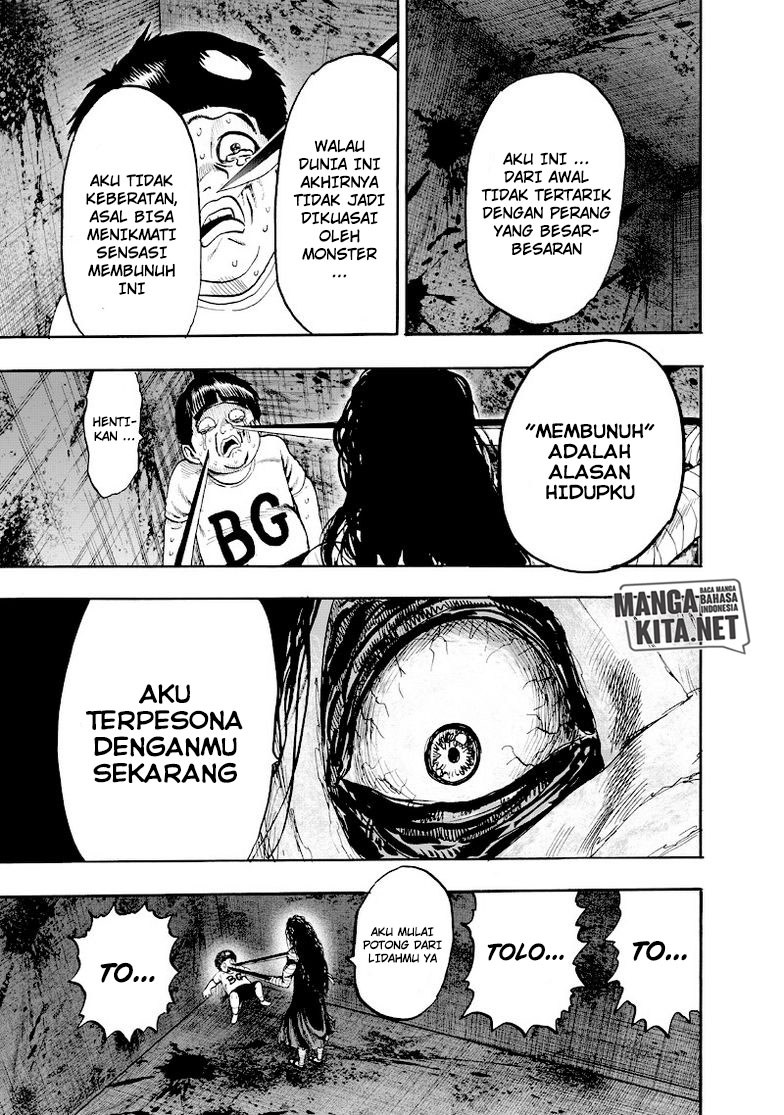 AKU INI ...
DARI AWAL
TIDAK TERTARIK
DENGAN PERANG
YANG BESAR-
BESARAN
WALAU
DUNIA INI
AKHIRNYA
TIDAK JADI
DIKUASAI
OLEH
MONSTER
...
AKU TIDAK
KEBERATAN,
ASAL BISA
MENIKMATI
SENSASI
MEMBUNUH
INI
"MEMBUNUH"
ADALAH
ALASAN
HIDUPKU
HENTI-
KAN ...
BG
MANGA
KITA.NET
BACA MANGA
BAHASA
INDONESIA
AKU
TERPESONA
DENGANMU
SEKARANG
TO...
TOLO...
AKU MULAI
POTONG DARI
LIDAHMU YA
BG
TO...